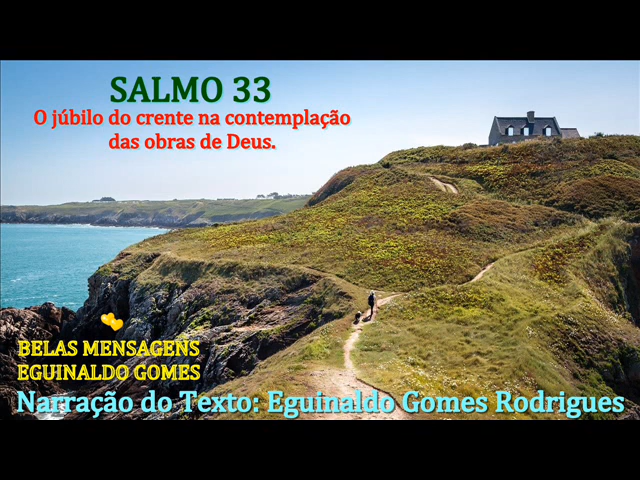 SALMO 33
O júbilo do crente na contemplação
das obras de Deus.
BELAS MENSAGENS
EGUINALDO GOMES
Narração do Texto: Eguinaldo Gomes Rodrigues